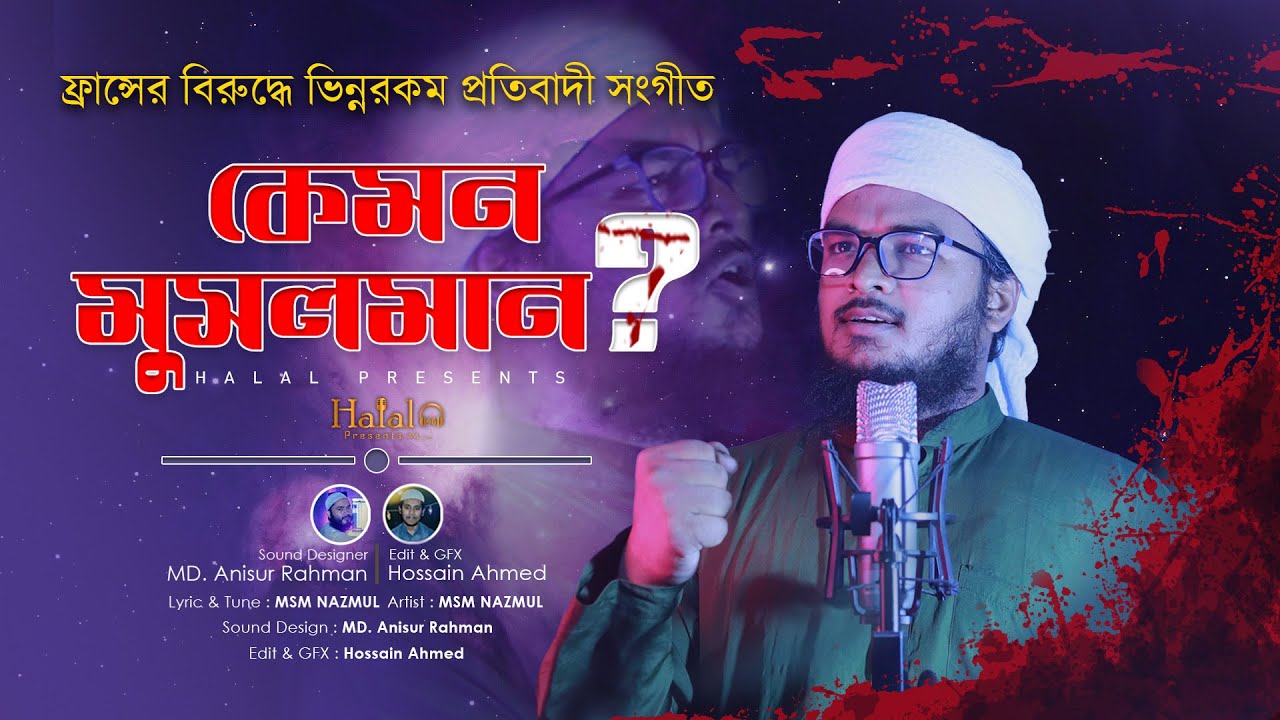 ফ্রান্সের বিরুদ্ধে ভিন্নরকম প্রতিবাদী সংগীত
কেমন
মুসলমান?
HALAL PRESENTS
Halal
Presents
Sound Designer
MD. Anisur Rahman
Edit & GFX
Hossain Ahmed
Lyric & Tune : MSM NAZMUL Artist : MSM NAZMUL
Sound Design : MD. Anisur Rahman
Edit & GFX : Hossain Ahmed